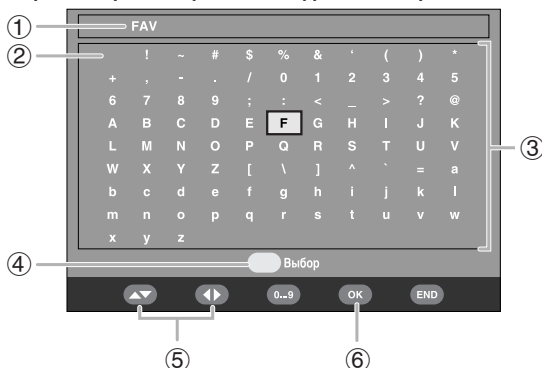 ① FAV
② ! ~ # $ % & ‘ ( ) *
+ , - . / 0 1 2 3 4 5
6 7 8 9 ; : < _ > ? @
A B C D E F G H I J K
L M N O P Q R S T U V
③
W X Y Z [ \ ] ^ ` = a
b c d e f g h i j k l
m n o p q r s t u v w
x y z
④ Выбор
▲▼ ◀▶ 0...9 OK END
⑤ ⑥